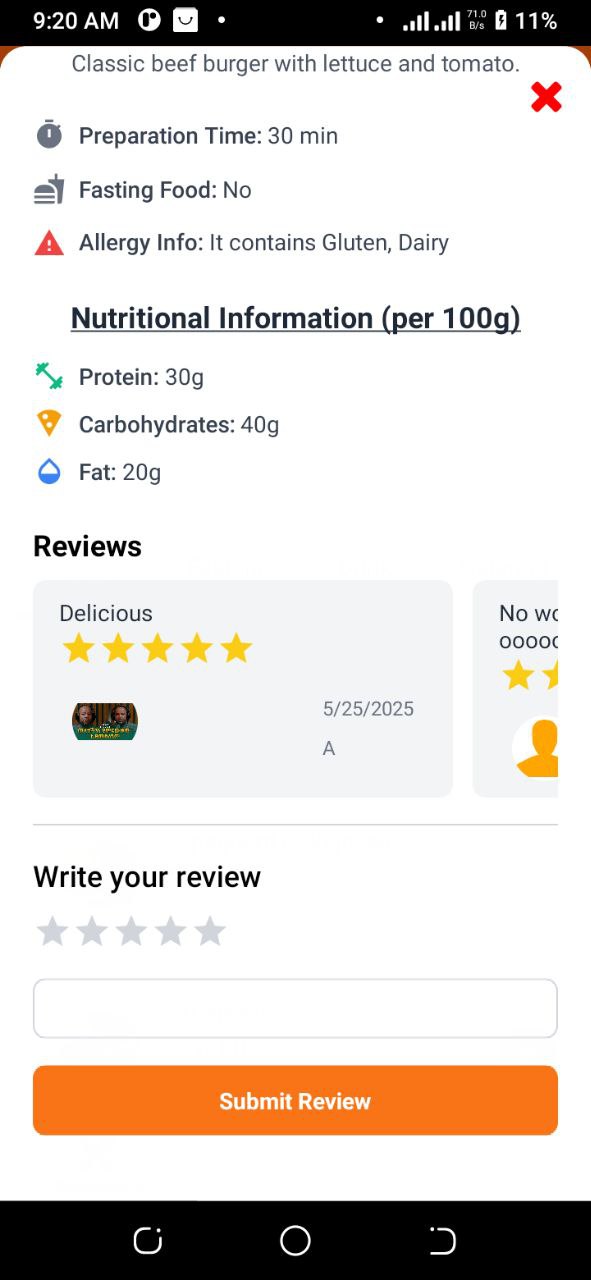 9:20 AM
71.0
B/s
11%
Classic beef burger with lettuce and tomato.
Preparation Time: 30 min
Fasting Food: No
Allergy Info: It contains Gluten, Dairy
Nutritional Information (per 100g)
Protein: 30g
Carbohydrates: 40g
Fat: 20g
Reviews
Delicious
5/25/2025
A
No
Write your review
Submit Review